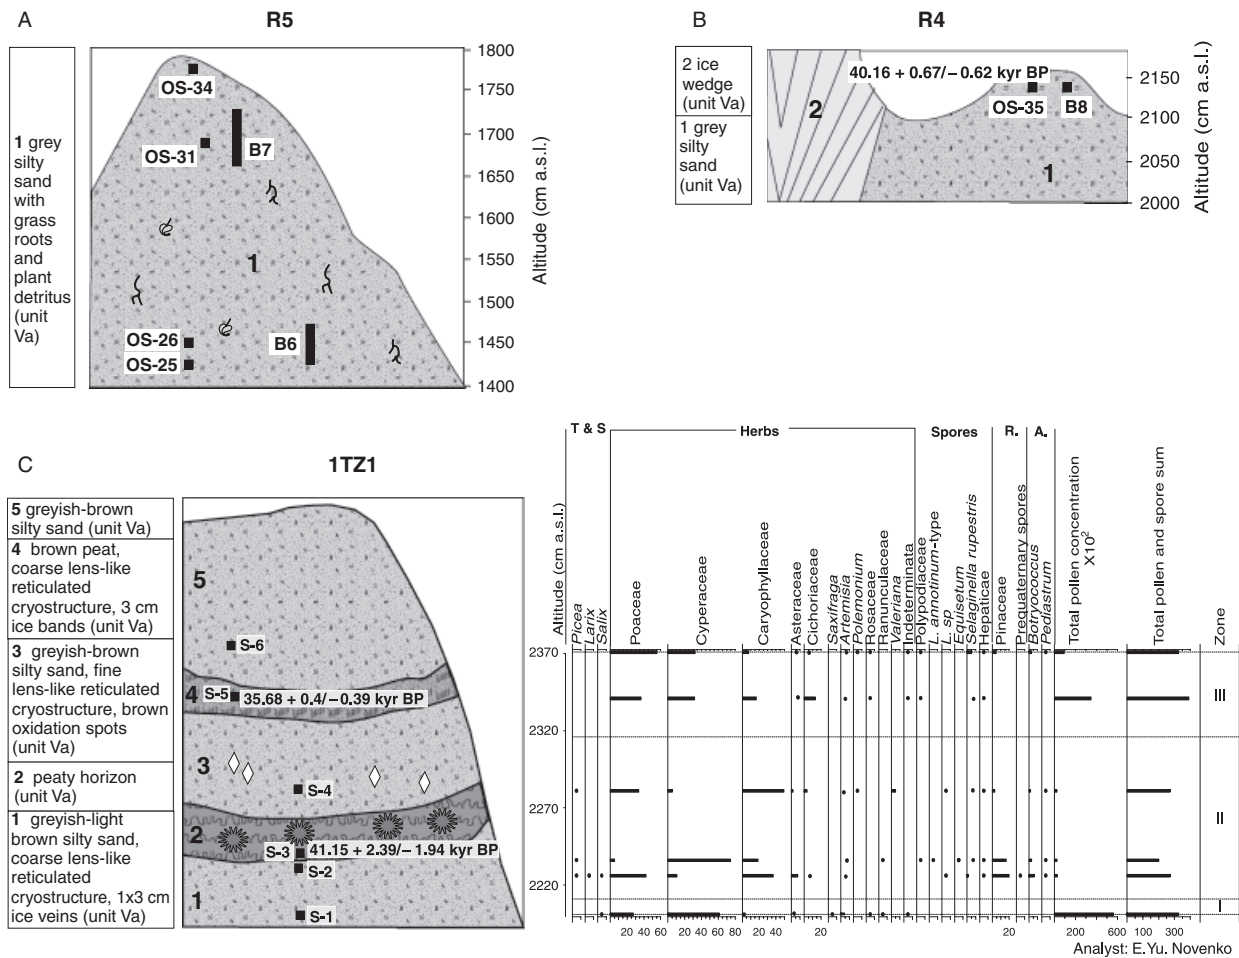 A
R5
1 grey
silty
sand
with
grass
roots
and
plant
detritus
(unit
Va)
OS-34
OS-31
B7
1
OS-26
OS-25
B6
1800
1750
1700
1650
1600
1550
1500
1450
1400
Altitude (cm a.s.l.)
B
R4
2 ice
wedge
(unit Va)
1 grey
silty
sand
(unit Va)
40.16 + 0.67/− 0.62 kyr BP
OS-35
B8
2
1
2150
2100
2050
2000
Altitude (cm a.s.l.)
C
1TZ1
5 greyish-brown
silty sand (unit Va)
4 brown peat,
coarse lens-like
reticulated
cryostructure, 3 cm
ice bands (unit Va)
3 greyish-brown
silty sand, fine
lens-like reticulated
cryostructure, brown
oxidation spots
(unit Va)
2 peaty horizon
(unit Va)
1 greyish-light
brown silty sand,
coarse lens-like
reticulated
cryostructure, 1x3 cm
ice veins (unit Va)
5
S-6
4
S-5
35.68 + 0.4/− 0.39 kyr BP
3
S-4
2
S-3
41.15 + 2.39/− 1.94 kyr BP
S-2
1
S-1
T & S
Herbs
Spores
R.
A.
Altitude (cm a.s.l.)
Picea
Larix
Salix
Poaceae
Cyperaceae
Caryophyllaceae
Asteraceae
Cichoriaceae
Saxifraga
Artemisia
Polemonium
Rosaceae
Ranunculaceae
Valeriana
Indeterminata
Polypodiaceae
L. annotinum-type
L. sp
Equisetum
Selaginella rupestris
Hepaticae
Pinaceae
Prequaternary spores
Botryococcus
Pediastrum
Total pollen concentration
X10²
Total pollen and spore sum
Zone
2370
2320
2270
2220
III
II
I
20 40 60
20 40 60 80
20 40
20
20
200 600
100 300
Analyst: E.Yu. Novenko